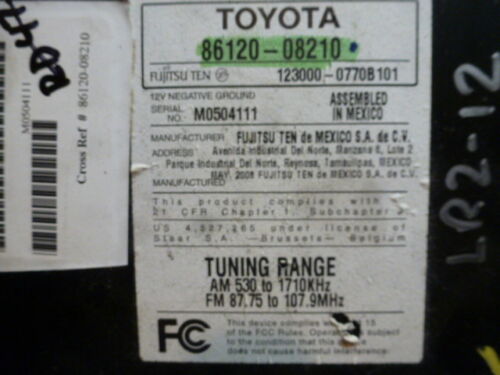 TOYOTA
86120-08210
FUJITSU TEN 123000-0770B101
12V NEGATIVE GROUND
SERIAL NO. M0504111
ASSEMBLED
IN MEXICO
MANUFACTURER FUJITSU TEN de MEXICO S.A. de C.V.
ADDRESS Avenida Industrial Del Norte, Manzana 6, Lote 2
Parque Industrial Del Norte, Reynosa, Tamaulipas, MEXICO
MAY, 2008 FUJITSU TEN de MEXICO S.A. de C.V.
MANUFACTURED
This product complies with
21 CFR Chapter 1, Subchapter J
US 4,527,265 under license of
Staar S.A. —Brussels— Belgium
TUNING RANGE
AM 530 to 1710KHz
FM 87.75 to 107.9MHz
FC
This device complies 15
of the FCC Rules. Operation subject
to the condition that this device
does not cause harmful interference.
M0504111
Cross Ref # 86120-08210
LR2-12